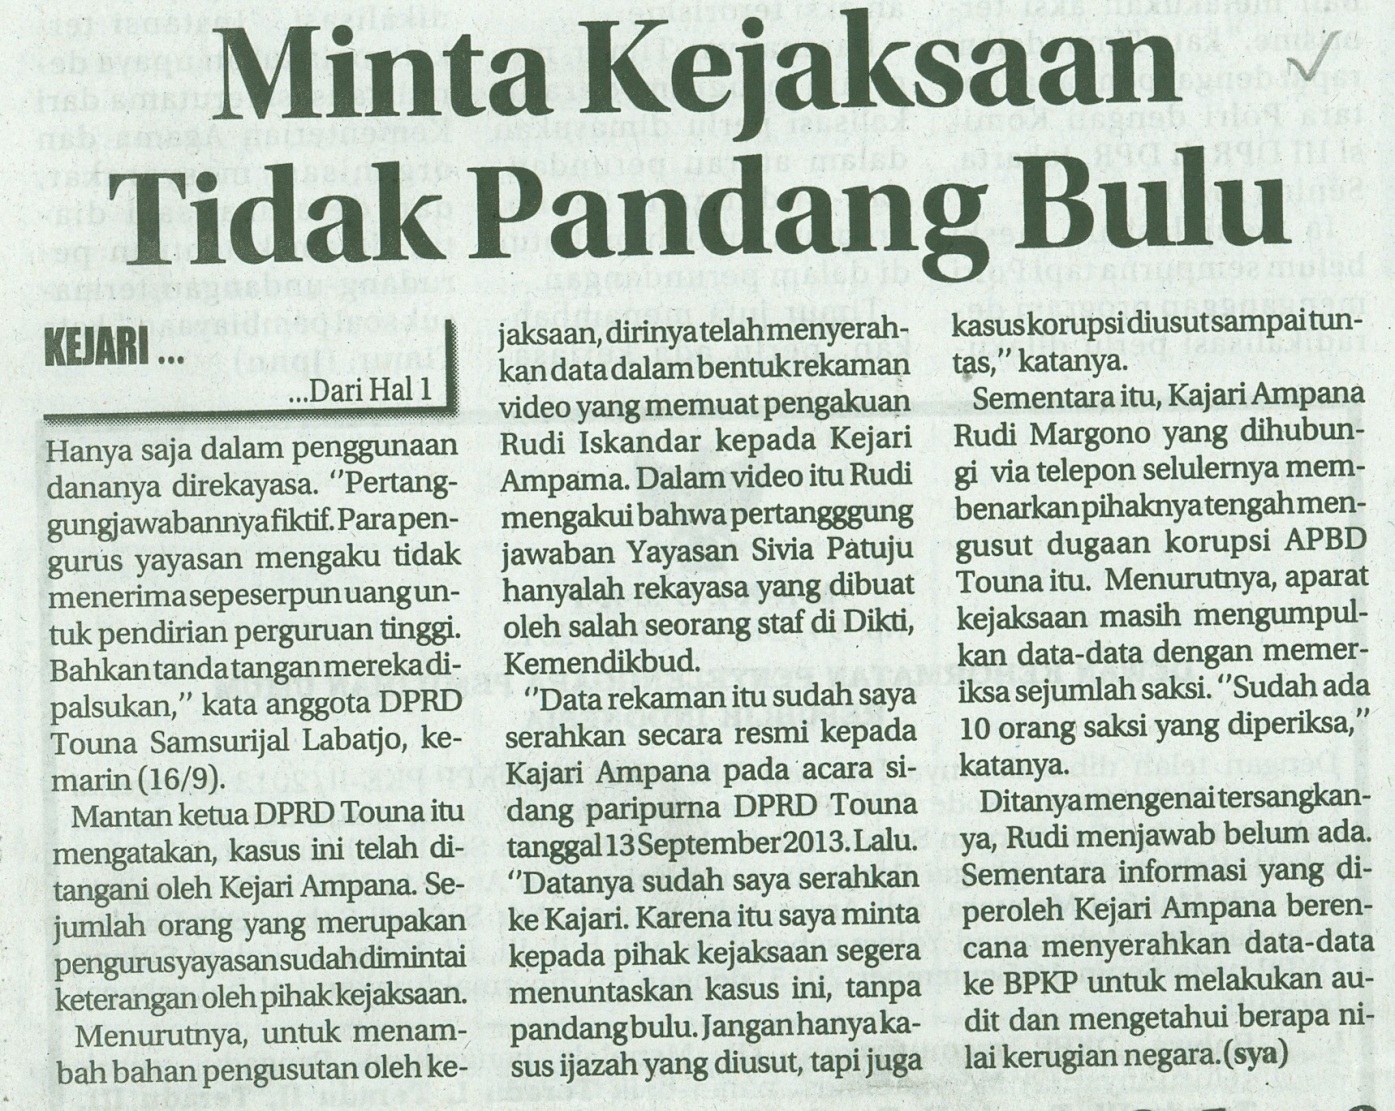 Minta Kejaksaan
Tidak Pandang Bulu
KEJARI ...
...Dari Hal 1
Hanya saja dalam penggunaan
dananya direkayasa. ‘’Pertang-
gungjawabannya fiktif. Para pen-
gurus yayasan mengaku tidak
menerima sepeserpun uang un-
tuk pendirian perguruan tinggi.
Bahkan tanda tangan mereka di-
palsukan,’’ kata anggota DPRD
Touna Samsurijal Labatjo, ke-
marin (16/9).
Mantan ketua DPRD Touna itu
mengatakan, kasus ini telah di-
tangani oleh Kejari Ampana. Se-
jumlah orang yang merupakan
pengurus yayasan sudah dimintai
keterangan oleh pihak kejaksaan.
Menurutnya, untuk menam-
bah bahan pengusutan oleh ke-
jaksaan, dirinya telah menyerah-
kan data dalam bentuk rekaman
video yang memuat pengakuan
Rudi Iskandar kepada Kejari
Ampama. Dalam video itu Rudi
mengakui bahwa pertangggung
jawaban Yayasan Sivia Patuju
hanyalah rekayasa yang dibuat
oleh salah seorang staf di Dikti,
Kemendikbud.
‘’Data rekaman itu sudah saya
serahkan secara resmi kepada
Kajari Ampana pada acara si-
dang paripurna DPRD Touna
tanggal 13 September 2013. Lalu.
‘’Datanya sudah saya serahkan
ke Kajari. Karena itu saya minta
kepada pihak kejaksaan segera
menuntaskan kasus ini, tanpa
pandang bulu. Jangan hanya ka-
sus ijazah yang diusut, tapi juga
kasus korupsi diusut sampai tun-
tas,’’ katanya.
Sementara itu, Kajari Ampana
Rudi Margono yang dihubun-
gi via telepon selulernya mem-
benarkan pihaknya tengah men-
gusut dugaan korupsi APBD
Touna itu. Menurutnya, aparat
kejaksaan masih mengumpul-
kan data-data dengan memer-
iksa sejumlah saksi. ‘’Sudah ada
10 orang saksi yang diperiksa,’’
katanya.
Ditanya mengenai tersangkan-
ya, Rudi menjawab belum ada.
Sementara informasi yang di-
peroleh Kejari Ampana beren-
cana menyerahkan data-data
ke BPKP untuk melakukan au-
dit dan mengetahui berapa ni-
lai kerugian negara.(sya)